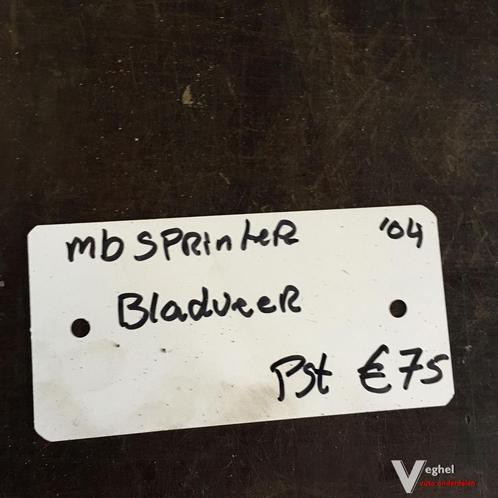 mb SPRINTER '04
Bladveer
Pst €75
Veghel
auto onderdelen